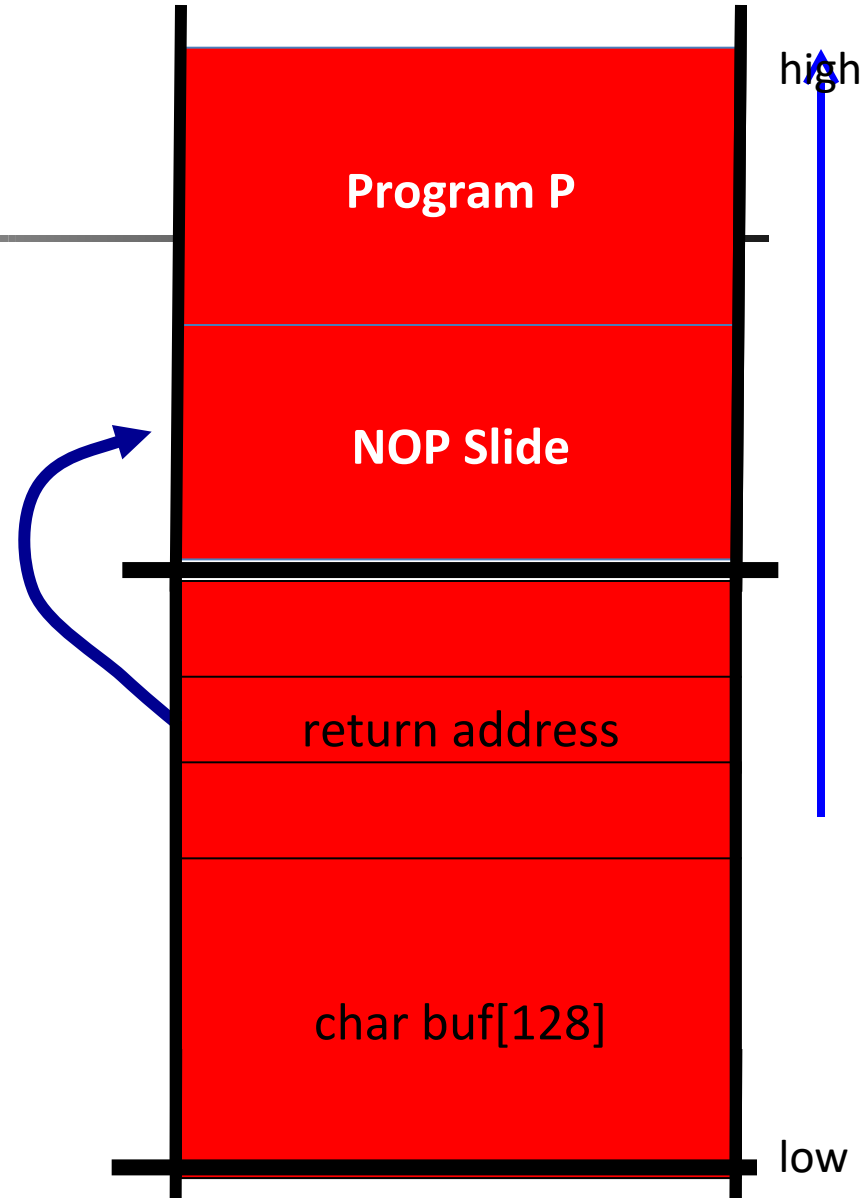 high
Program P
NOP Slide
return address
char buf[128]
low